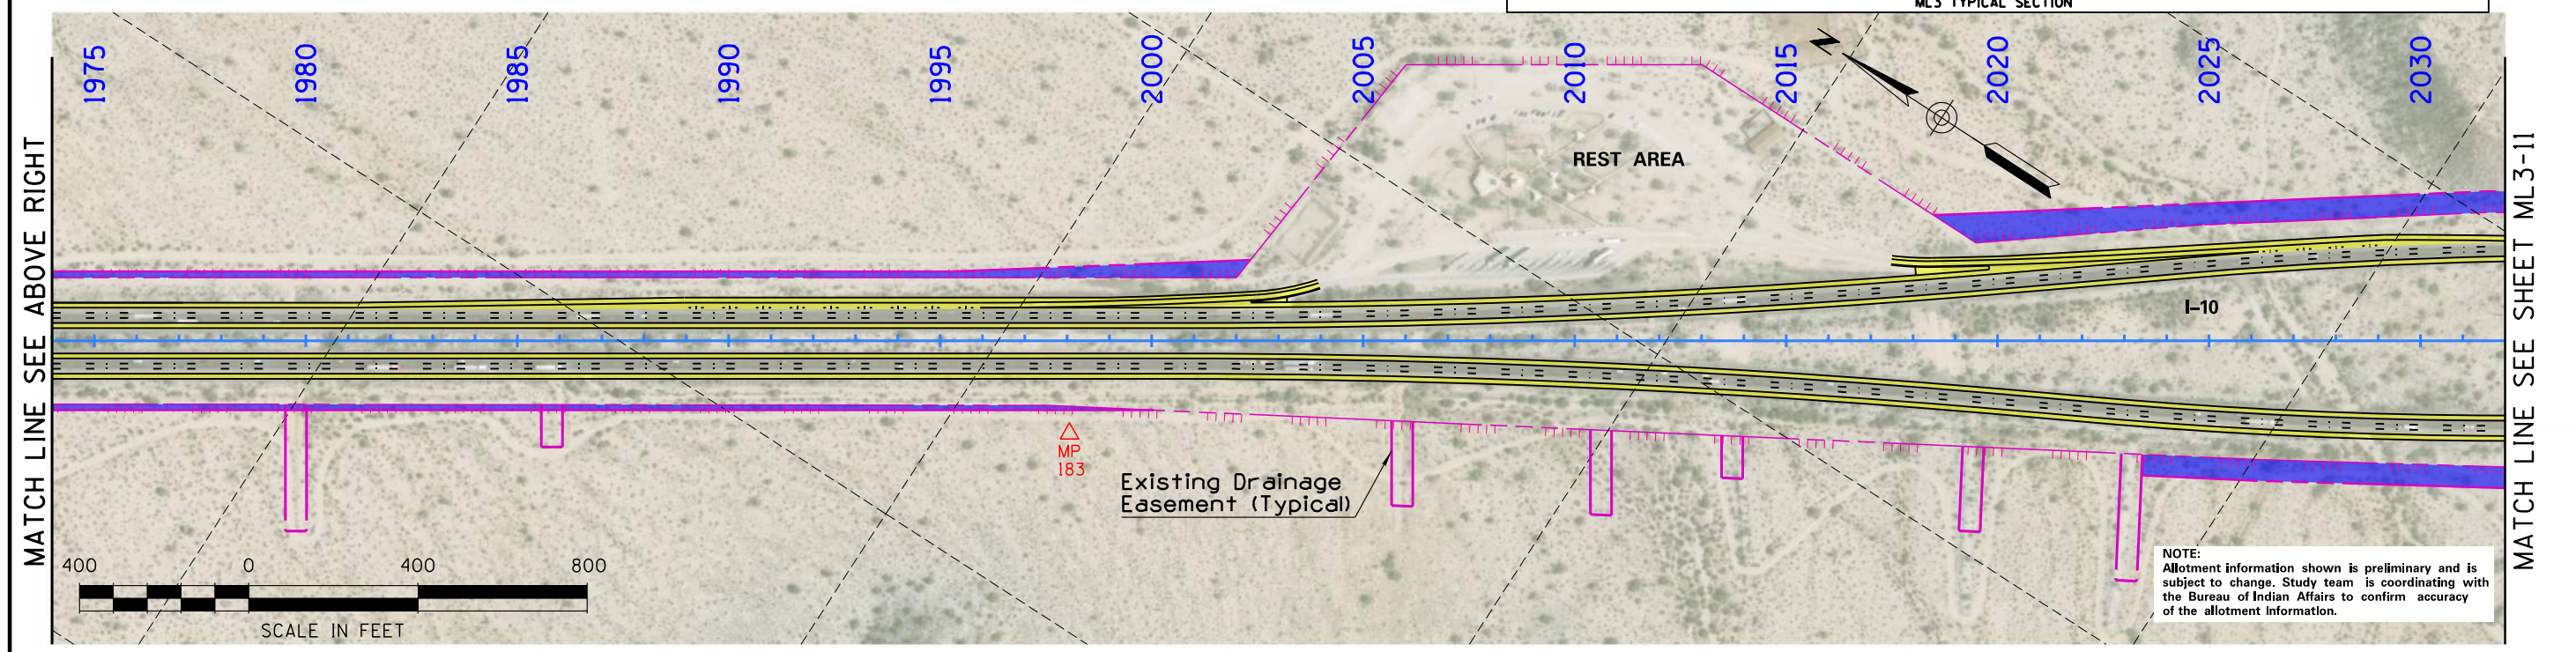 ML3 TYPICAL SECTION
1975 1980 1985 1990 1995 2000 2005 2010 2015 2020 2025 2030
N
REST AREA
I-10
MATCH LINE SEE ABOVE RIGHT
MATCH LINE SEE SHEET ML3-11
MP
183
Existing Drainage
Easement (Typical)
400 0 400 800
SCALE IN FEET
NOTE:
Allotment information shown is preliminary and is
subject to change. Study team is coordinating with
the Bureau of Indian Affairs to confirm accuracy
of the allotment information.